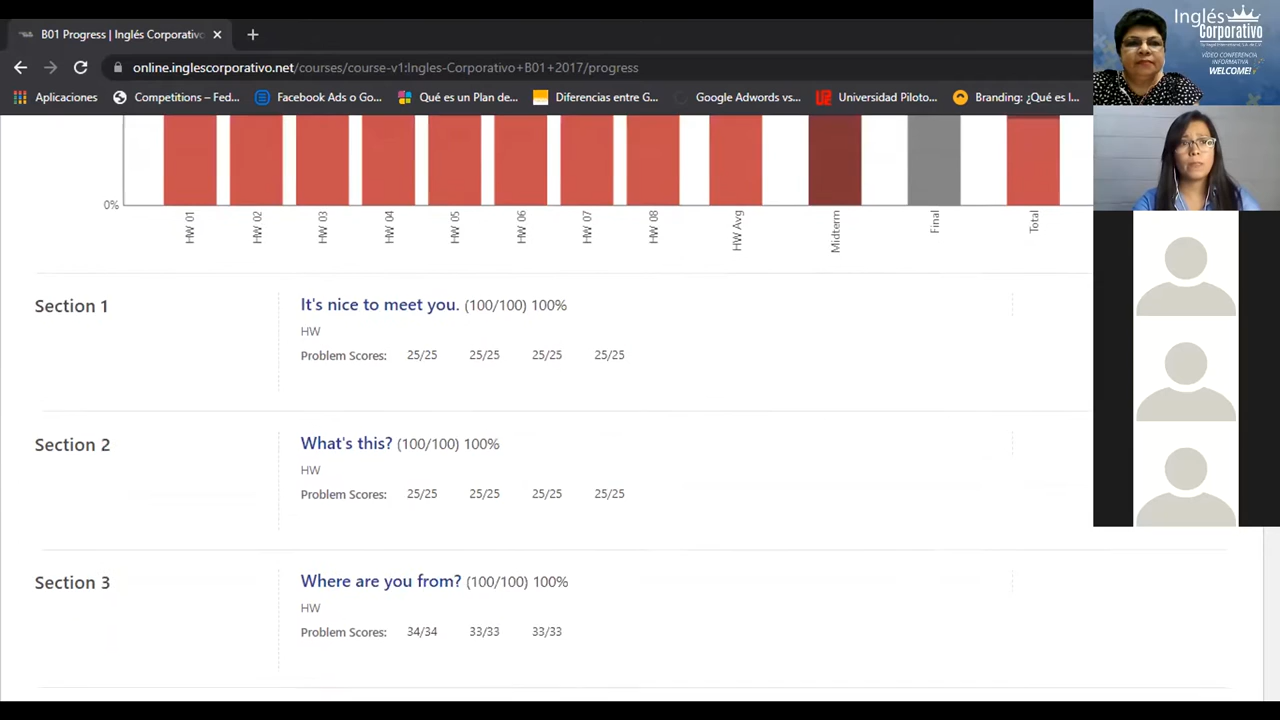 B01 Progress | Inglés Corporativo
online.inglescorporativo.net/courses/course-v1:Ingles-Corporativo 2017/progress
Aplicaciones
Competitions – Fed...
Facebook Ads o Go...
Qué es un Plan de...
Diferencias entre G...
Google Adwords vs...
Universidad Piloto...
Branding: ¿Qué es l...
Inglés
Corporativo
VÍDEO CONFERENCIA
INFORMATIVA
WELCOME!
0%
HW 01
HW 02
HW 03
HW 04
HW 05
HW 06
HW 07
HW 08
HW Avg
Midterm
Final
Total
Section 1
It's nice to meet you. (100/100) 100%
HW
Problem Scores: 25/25 25/25 25/25 25/25
Section 2
What's this? (100/100) 100%
HW
Problem Scores: 25/25 25/25 25/25 25/25
Section 3
Where are you from? (100/100) 100%
HW
Problem Scores: 34/34 33/33 33/33